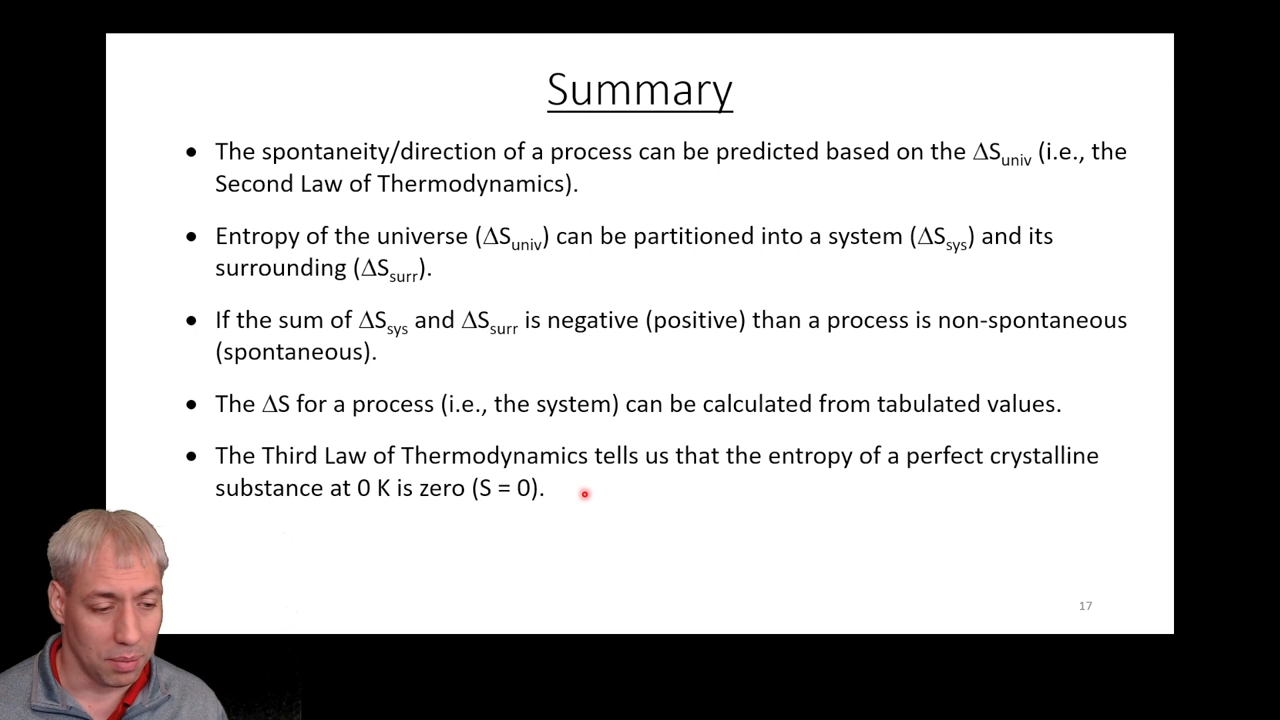 Summary
• The spontaneity/direction of a process can be predicted based on the ΔS_univ (i.e., the
Second Law of Thermodynamics).
• Entropy of the universe (ΔS_univ) can be partitioned into a system (ΔS_sys) and its
surrounding (ΔS_surr).
• If the sum of ΔS_sys and ΔS_surr is negative (positive) than a process is non-spontaneous
(spontaneous).
• The ΔS for a process (i.e., the system) can be calculated from tabulated values.
• The Third Law of Thermodynamics tells us that the entropy of a perfect crystalline
substance at 0 K is zero (S = 0).
17